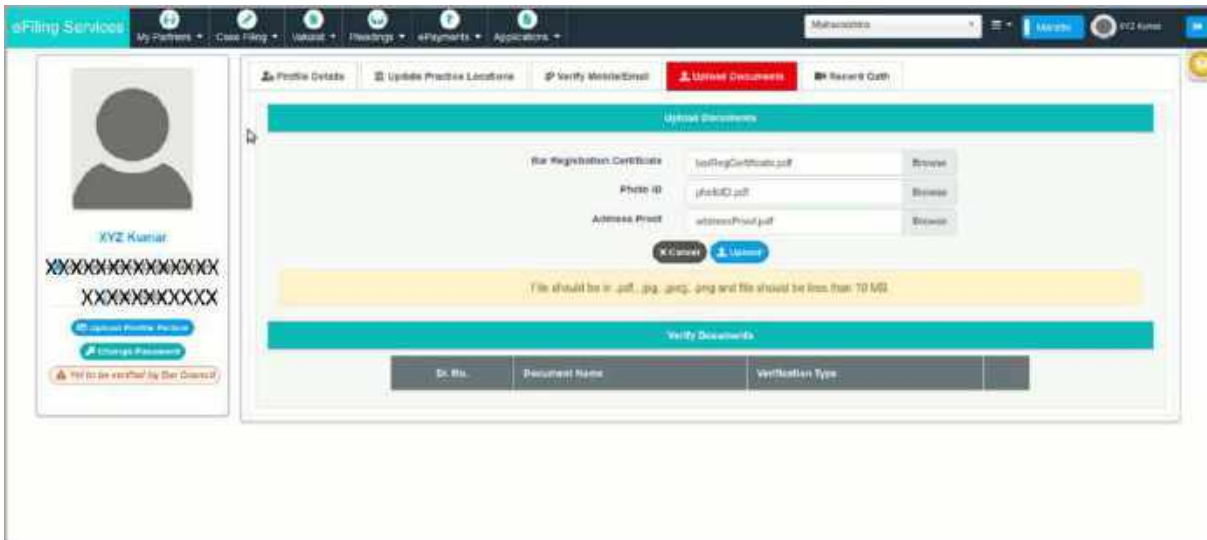 eFiling Services
My Partners Case Filing Vakalat Pleadings ePayments Applications
Maharashtra
Marathi
XYZ Kumar
Profile Details Update Practice Locations Verify Mobile/Email Upload Documents Record Oath
Upload Documents
Bar Registration Certificate Browse
Photo ID photoID.pdf Browse
Address Proof addressProof.pdf Browse
Cancel Upload
File should be in .pdf, .jpg, .jpeg, .png and file should be less than 10 MB
XYZ Kumar
XXXXXXXXXXXXXX
XXXXXXXXXXX
Upload Profile Picture
Change Password
Yet to be verified by Bar Council
Verify Documents
Sr. No. Document Name Verification Type